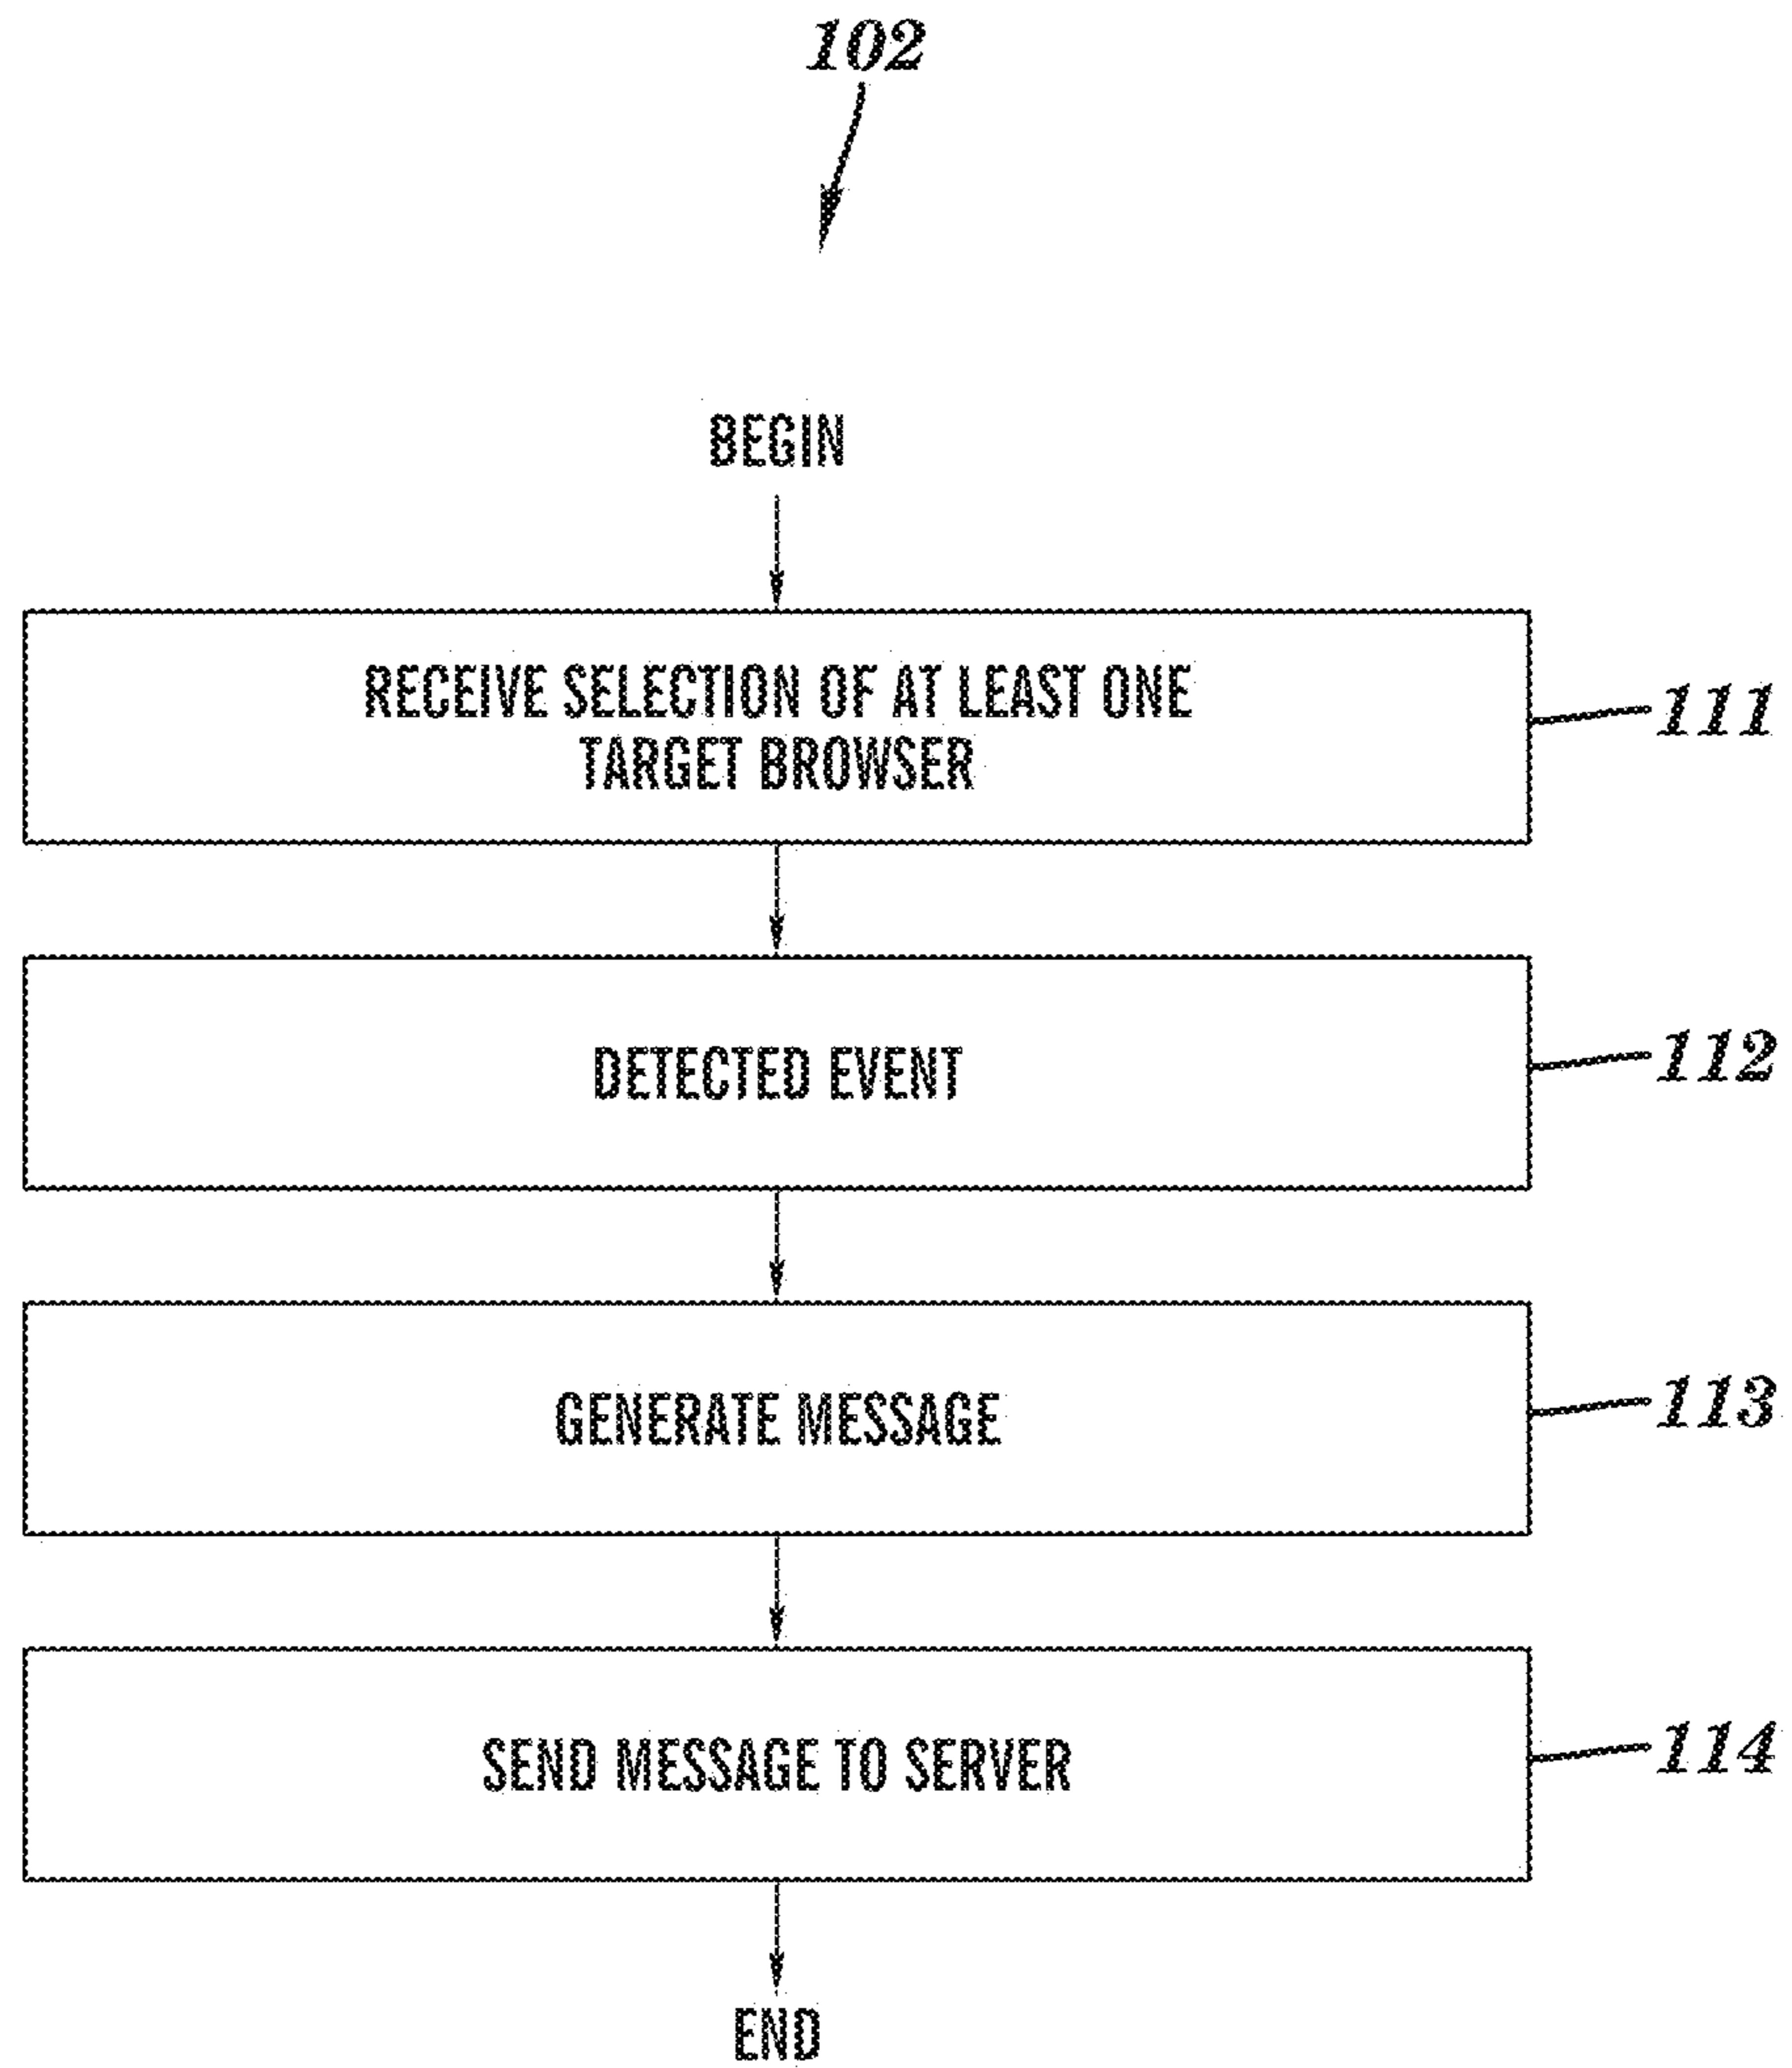 102
BEGIN
RECEIVE SELECTION OF AT LEAST ONE
TARGET BROWSER
111
DETECTED EVENT
112
GENERATE MESSAGE
113
SEND MESSAGE TO SERVER
114
END